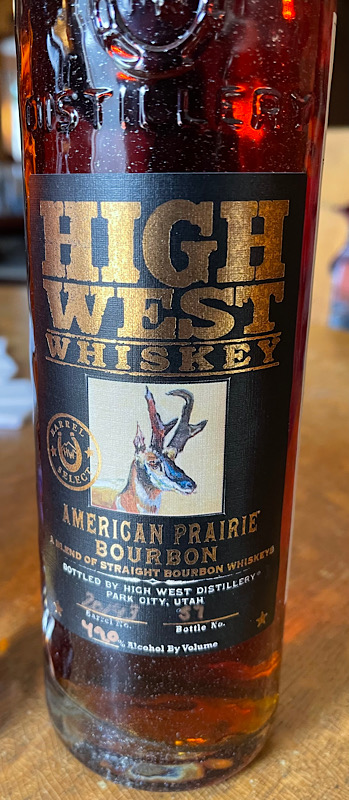 DISTILLERY
HIGH
WEST
WHISKEY
BARREL
HW
SELECT
AMERICAN PRAIRIE
BOURBON
A BLEND OF STRAIGHT BOURBON WHISKEYS
BOTTLED BY HIGH WEST DISTILLERY®
PARK CITY, UTAH
Barrel No.
Bottle No.
% Alcohol By Volume